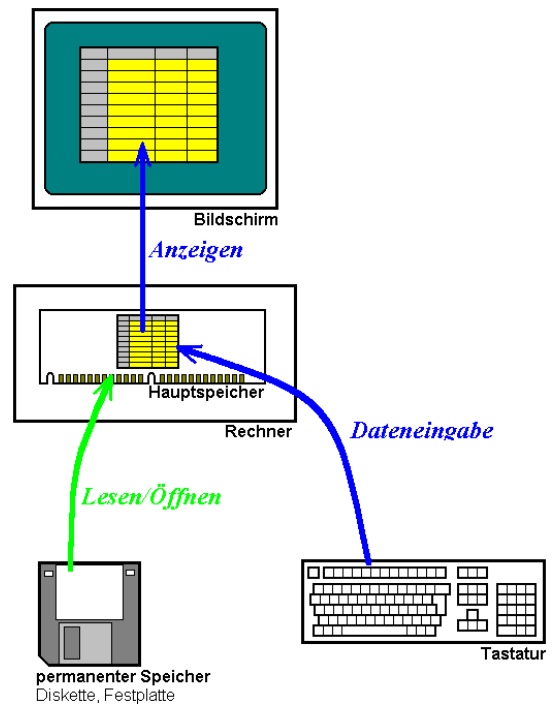 Bildschirm
Anzeigen
Hauptspeicher
Rechner
Dateneingabe
Lesen/Öffnen
Tastatur
permanenter Speicher
Diskette, Festplatte